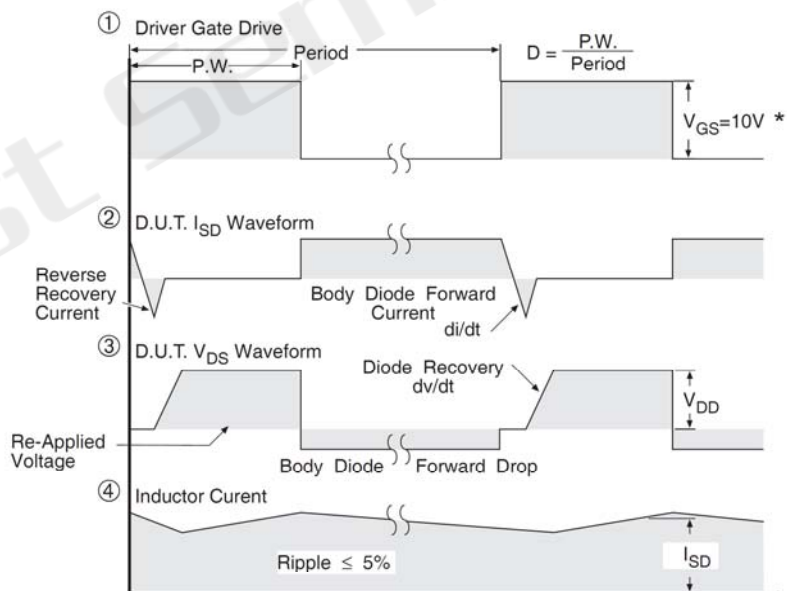 ① Driver Gate Drive
Period
P.W.
D = P.W. / Period
V_GS=10V *
② D.U.T. I_SD Waveform
Reverse
Recovery
Current
Body Diode Forward
Current
di/dt
③ D.U.T. V_DS Waveform
Diode Recovery
dv/dt
V_DD
Re-Applied
Voltage
Body Diode Forward Drop
④ Inductor Curent
Ripple ≤ 5%
I_SD